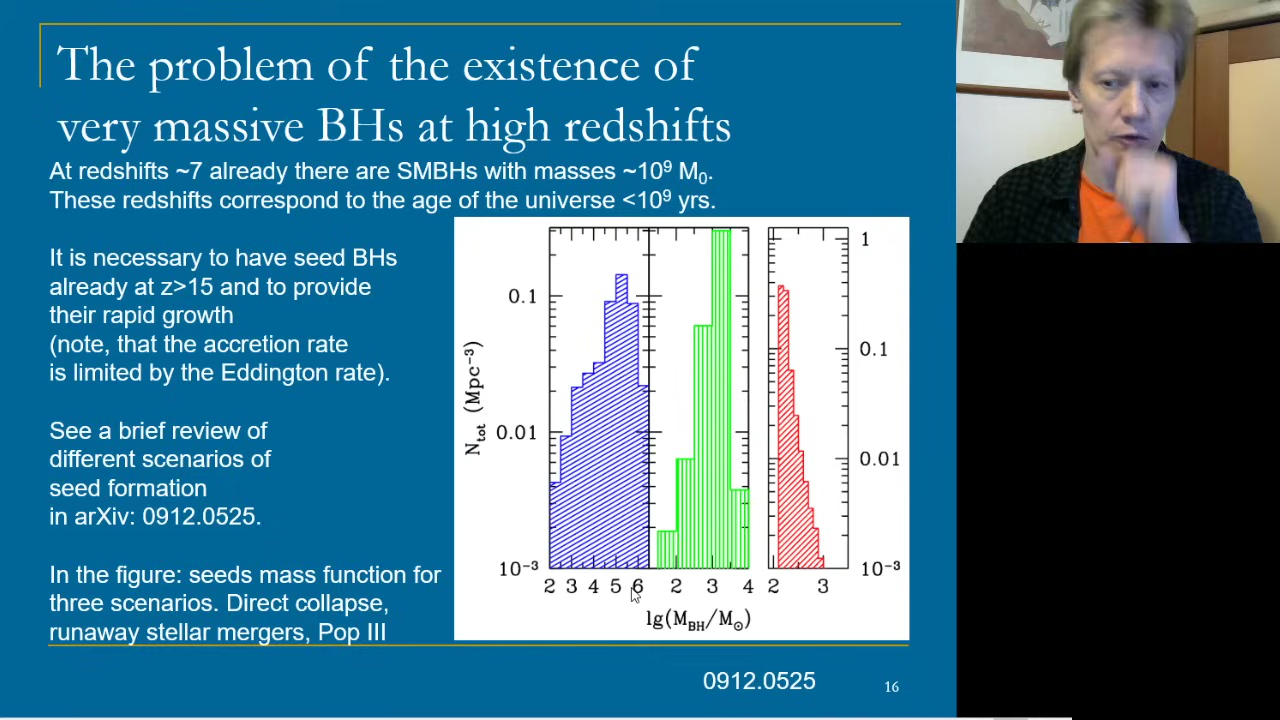 The problem of the existence of
very massive BHs at high redshifts
At redshifts ~7 already there are SMBHs with masses ~10⁹ M₀.
These redshifts correspond to the age of the universe <10⁹ yrs.
It is necessary to have seed BHs
already at z>15 and to provide
their rapid growth
(note, that the accretion rate
is limited by the Eddington rate).
See a brief review of
different scenarios of
seed formation
in arXiv: 0912.0525.
In the figure: seeds mass function for
three scenarios. Direct collapse,
runaway stellar mergers, Pop III
N_tot (Mpc⁻³)
0.1
0.01
10⁻³
2 3 4 5 6
2 3 4
2 3
1
0.1
0.01
10⁻³
lg(M_BH/M_⊙)
0912.0525
16